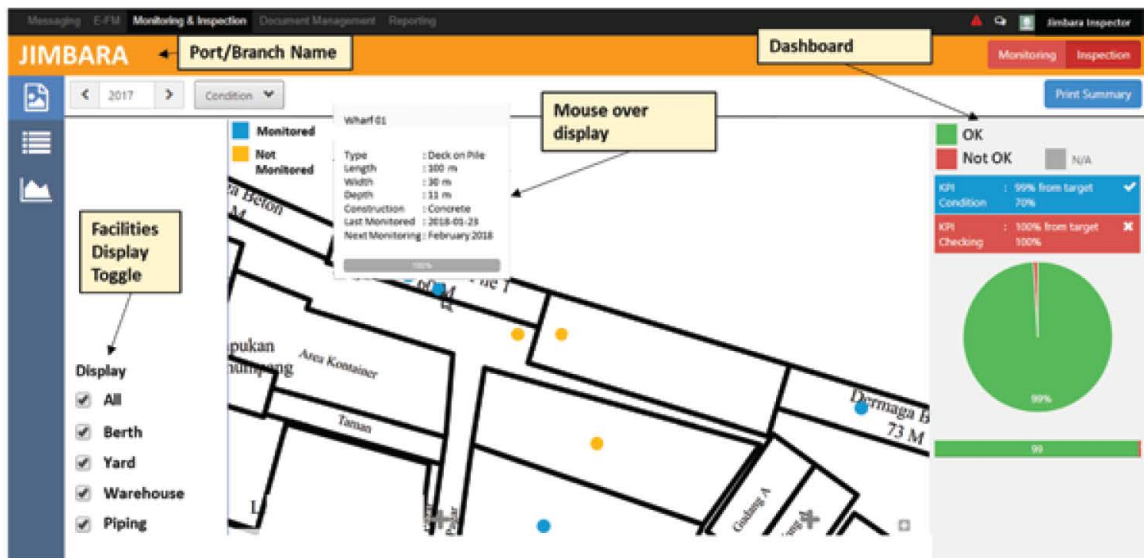 Messaging E-FM Monitoring & Inspection Document Management Reporting
Jimbara Inspector
JIMBARA
Port/Branch Name
Dashboard
Monitoring Inspection
2017
Condition
Print Summary
Mouse over
display
Monitored
Not
Monitored
Wharf 01
Type : Deck on Pile
Length : 100 m
Width : 30 m
Depth : 11 m
Construction : Concrete
Last Monitored : 2018-01-23
Next Monitoring : February 2018
100%
OK
Not OK
N/A
KPI : 99% from target
Condition 70%
KPI : 100% from target
Checking 100%
99%
99
Facilities
Display
Toggle
Display
All
Berth
Yard
Warehouse
Piping
Beton
M
60 M
Area Kontainer
Taman
Dermaga B
73 M
Gudang A